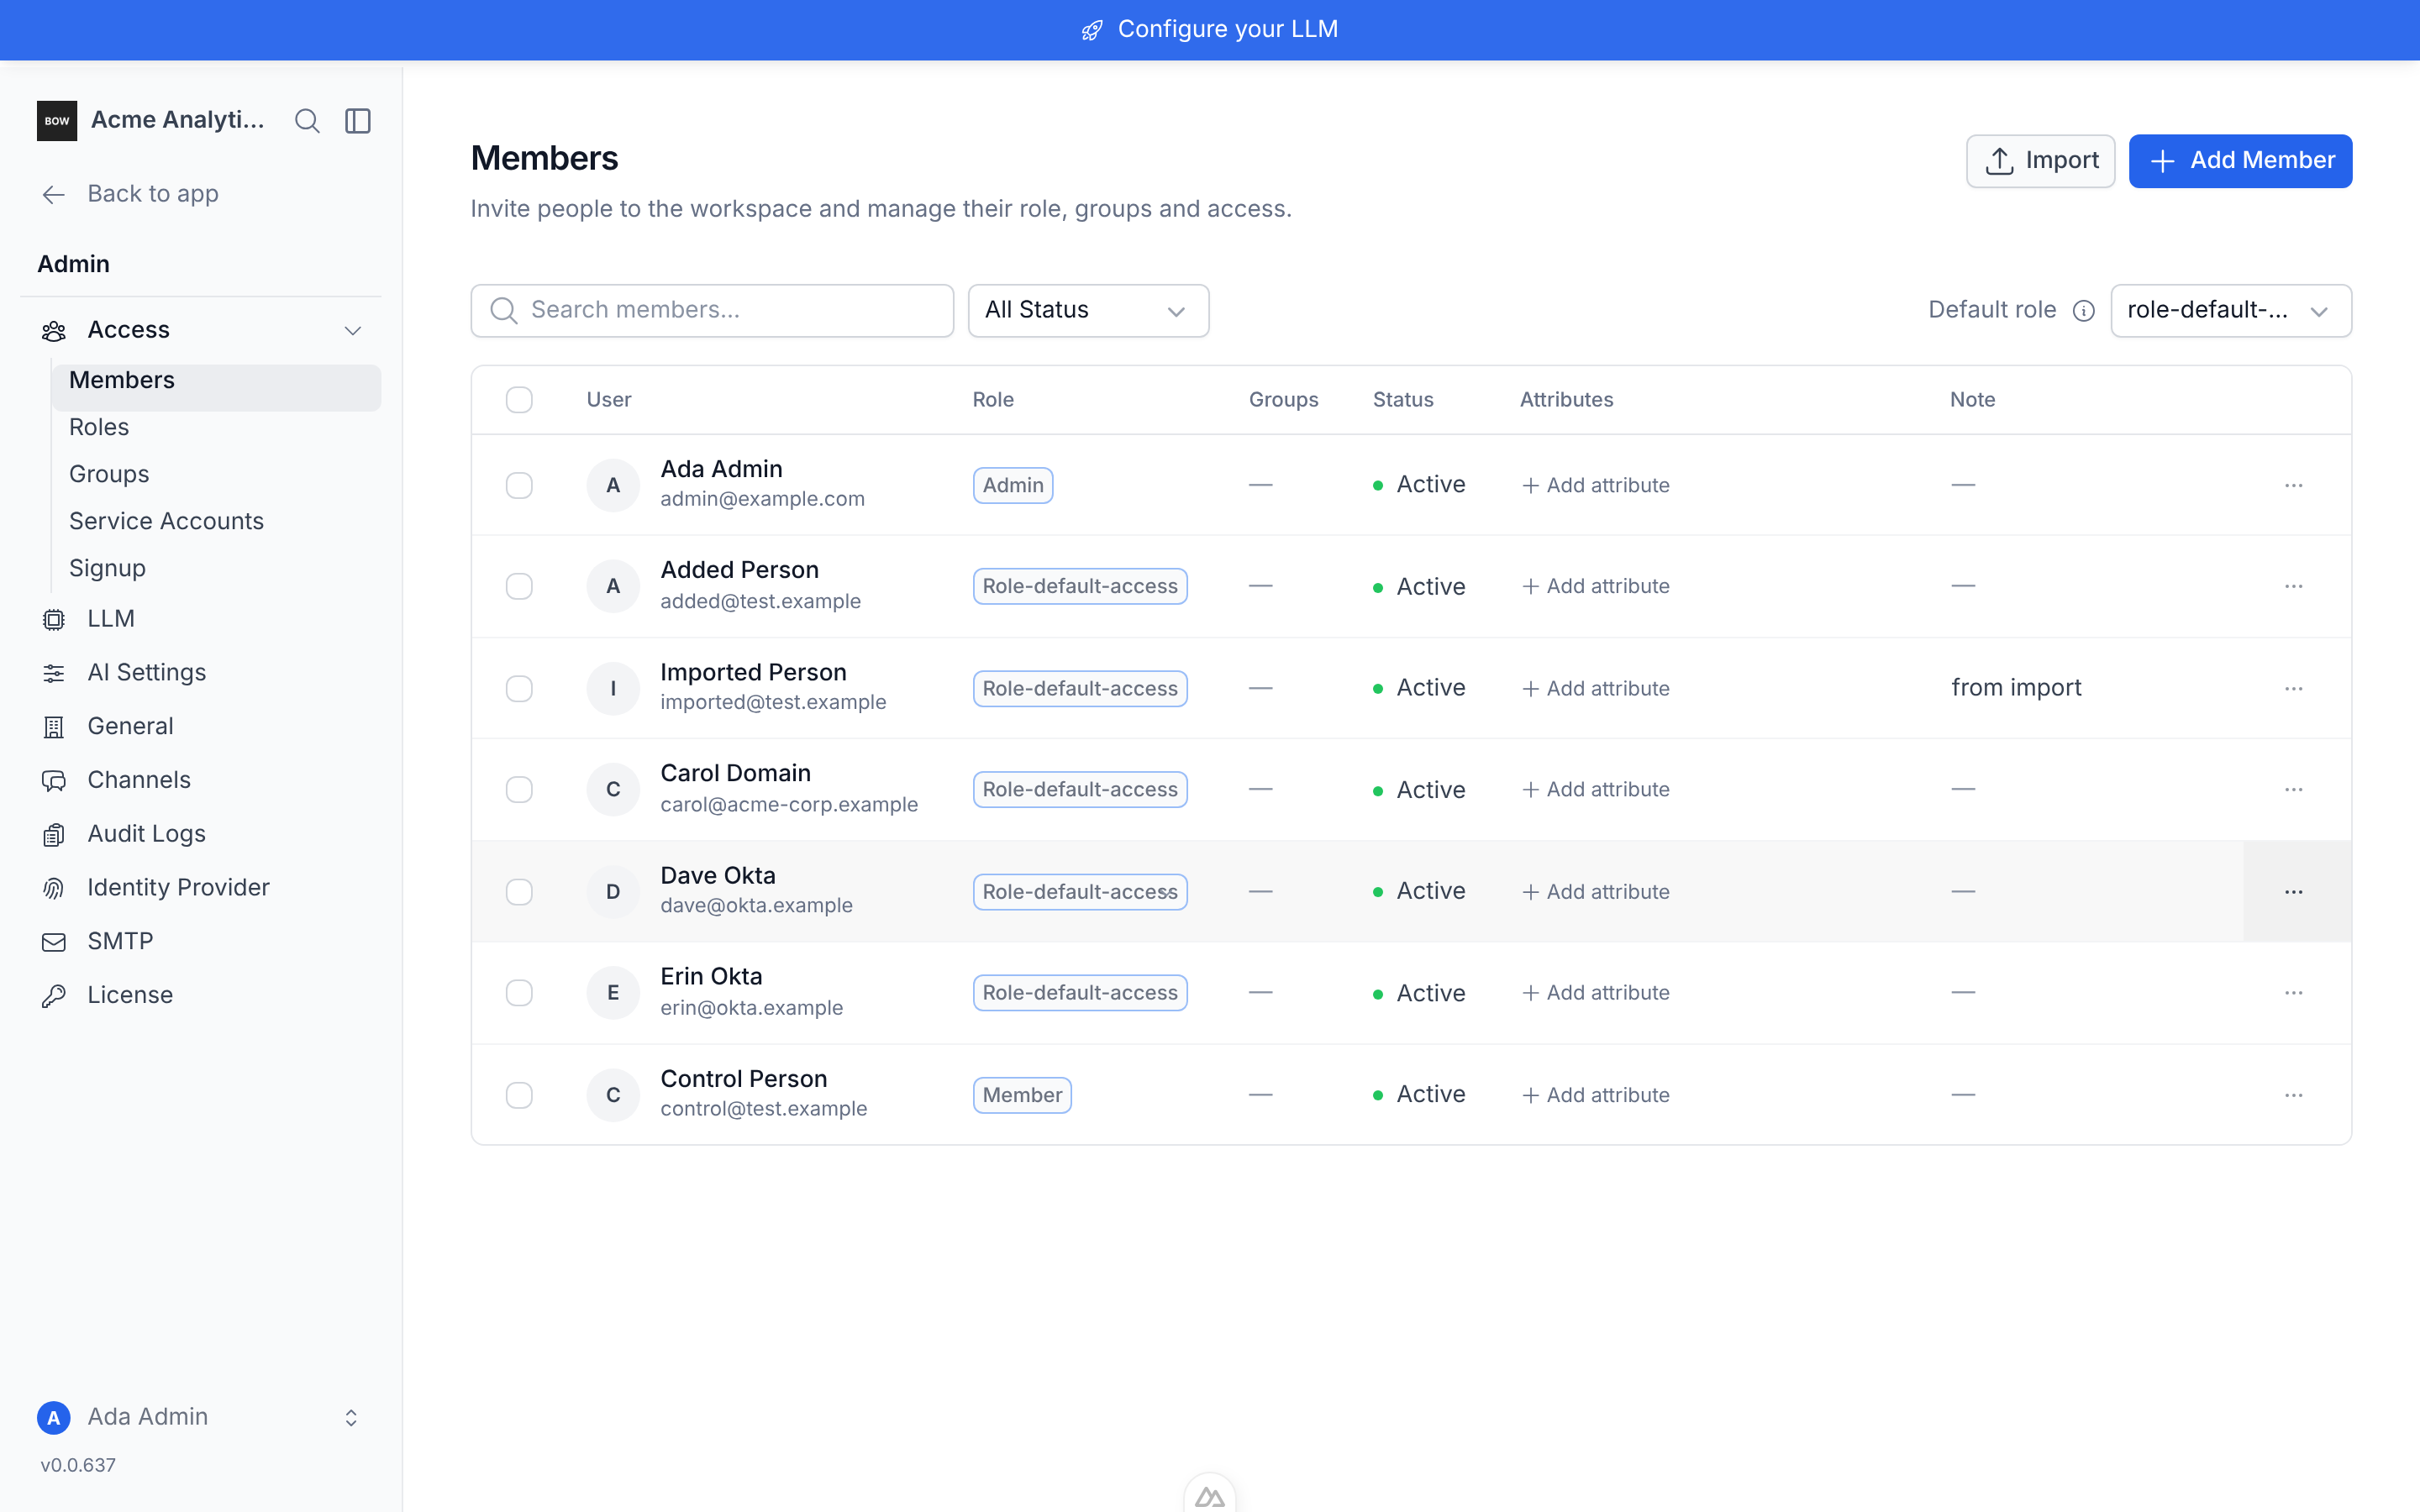 Configure your LLM
BOW
Acme Analyti...
Back to app
Admin
Access
Members
Roles
Groups
Service Accounts
Signup
LLM
AI Settings
General
Channels
Audit Logs
Identity Provider
SMTP
License
Ada Admin
v0.0.637
Members
Invite people to the workspace and manage their role, groups and access.
Import
Add Member
Search members...
All Status
Default role
role-default-...
User Role Groups Status Attributes Note
A Ada Admin Admin — Active + Add attribute — ...
admin@example.com
A Added Person Role-default-access — Active + Add attribute — ...
added@test.example
I Imported Person Role-default-access — Active + Add attribute from import ...
imported@test.example
C Carol Domain Role-default-access — Active + Add attribute — ...
carol@acme-corp.example
D Dave Okta Role-default-access — Active + Add attribute — ...
dave@okta.example
E Erin Okta Role-default-access — Active + Add attribute — ...
erin@okta.example
C Control Person Member — Active + Add attribute — ...
control@test.example